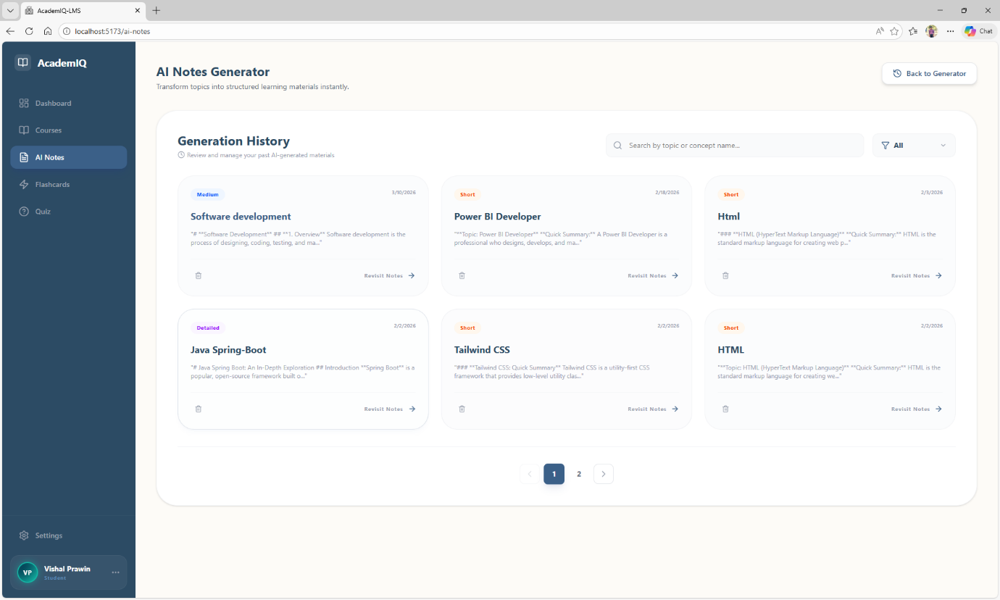 AcademIQ-LMS
localhost:5173/ai-notes
Chat
AcademIQ
Dashboard
Courses
AI Notes
Flashcards
Quiz
Settings
VP
Vishal Prawin
Student
AI Notes Generator
Transform topics into structured learning materials instantly.
Back to Generator
Generation History
Review and manage your past AI-generated materials
Search by topic or concept name...
All
Medium
3/10/2026
Software development
"# **Software Development** ## **1. Overview** Software development is the
process of designing, coding, testing, and ma..."
Revisit Notes
Short
2/18/2026
Power BI Developer
"**Topic: Power BI Developer** **Quick Summary:** A Power BI Developer is a
professional who designs, develops, and ma..."
Revisit Notes
Short
2/3/2026
Html
"### **HTML (HyperText Markup Language)** **Quick Summary:** HTML is the
standard markup language for creating web p..."
Revisit Notes
Detailed
2/2/2026
Java Spring-Boot
"# Java Spring Boot: An In-Depth Exploration ## Introduction **Spring Boot** is a
popular, open-source framework built o..."
Revisit Notes
Short
2/2/2026
Tailwind CSS
"### **Tailwind CSS: Quick Summary** Tailwind CSS is a utility-first CSS
framework that provides low-level utility clas..."
Revisit Notes
Short
2/2/2026
HTML
"**Topic: HTML (HyperText Markup Language)** **Quick Summary:** HTML is the
standard markup language for creating we..."
Revisit Notes
1
2